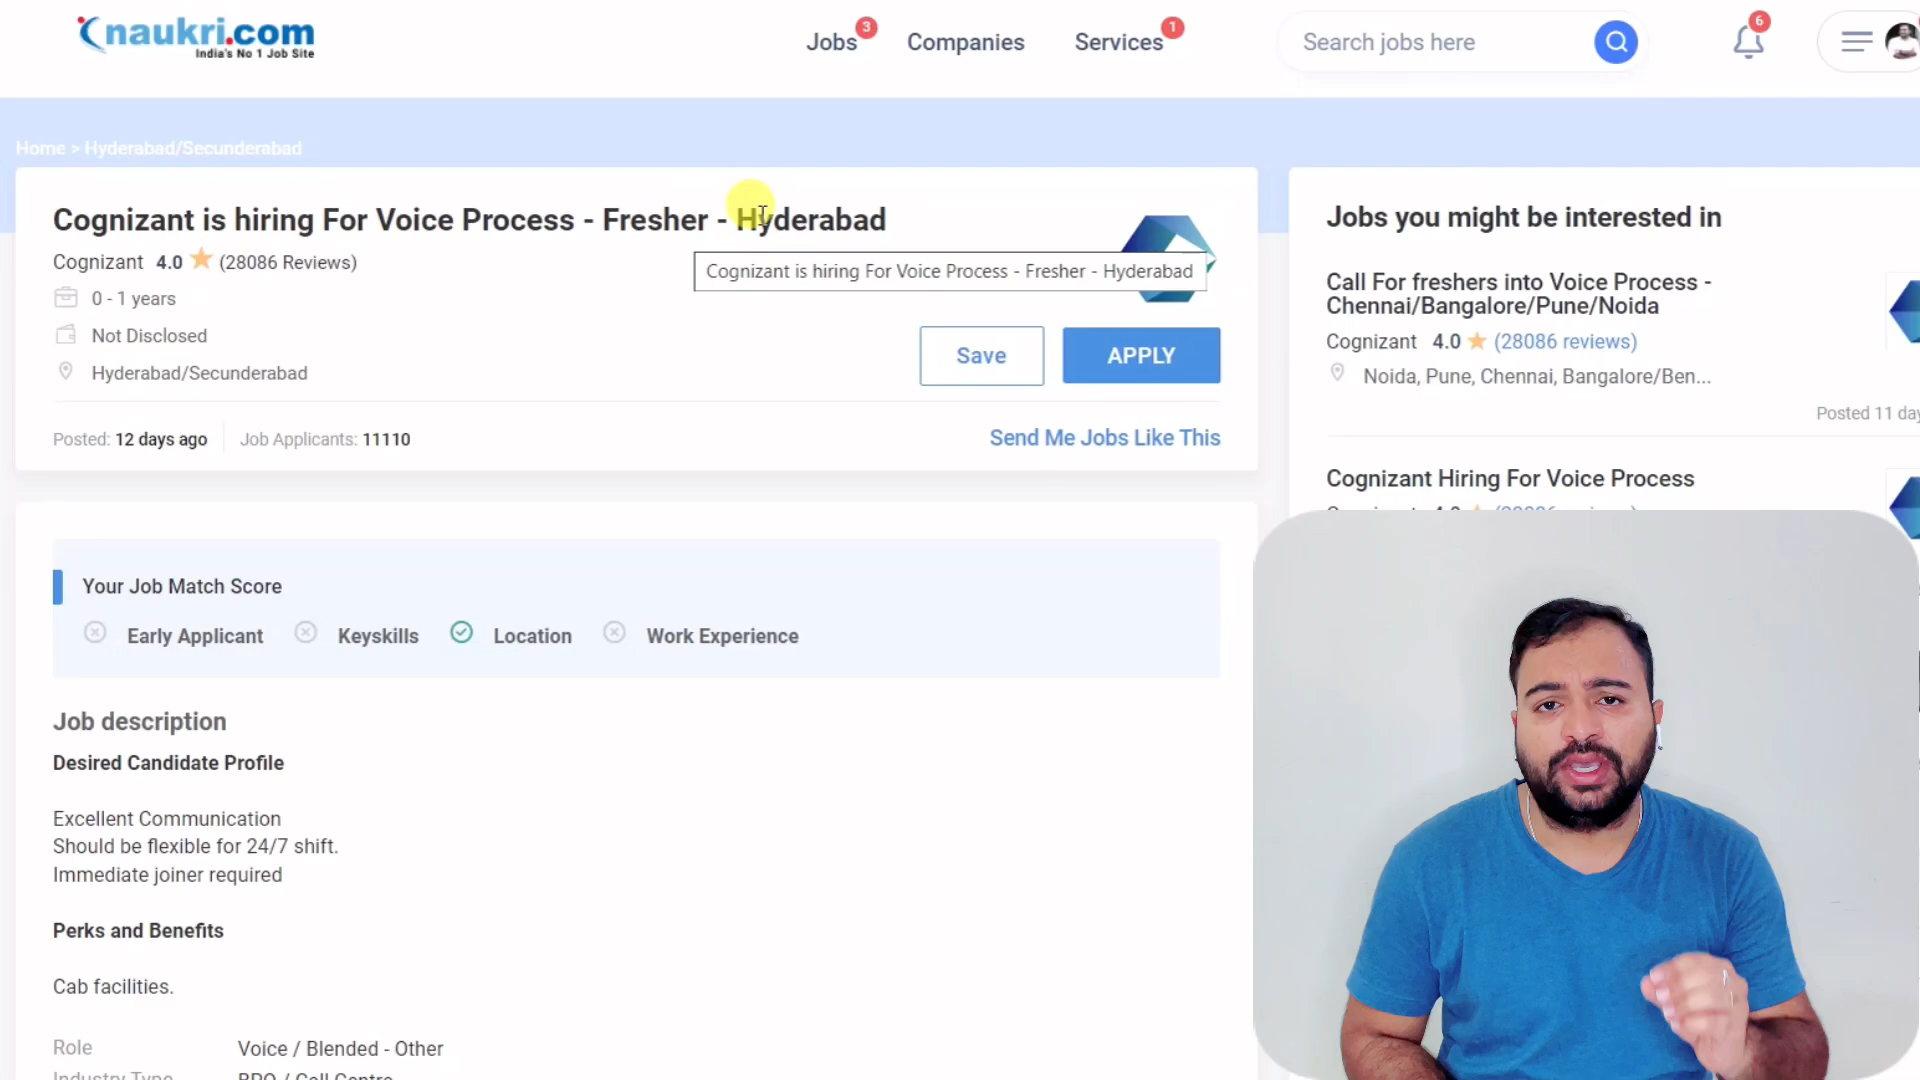 naukri.com
India's No 1 Job Site
Jobs 3
Companies
Services 1
Search jobs here
6
Home > Hyderabad/Secunderabad
Cognizant is hiring For Voice Process - Fresher - Hyderabad
Cognizant 4.0 (28086 Reviews)
Cognizant is hiring For Voice Process - Fresher - Hyderabad
0 - 1 years
Not Disclosed
Hyderabad/Secunderabad
Save
APPLY
Posted: 12 days ago
Job Applicants: 11110
Send Me Jobs Like This
Your Job Match Score
Early Applicant
Keyskills
Location
Work Experience
Job description
Desired Candidate Profile
Excellent Communication
Should be flexible for 24/7 shift.
Immediate joiner required
Perks and Benefits
Cab facilities.
Role Voice / Blended - Other
Industry Type BPO / Call Centre
Jobs you might be interested in
Call For freshers into Voice Process -
Chennai/Bangalore/Pune/Noida
Cognizant 4.0 (28086 reviews)
Noida, Pune, Chennai, Bangalore/Ben...
Posted 11 day
Cognizant Hiring For Voice Process